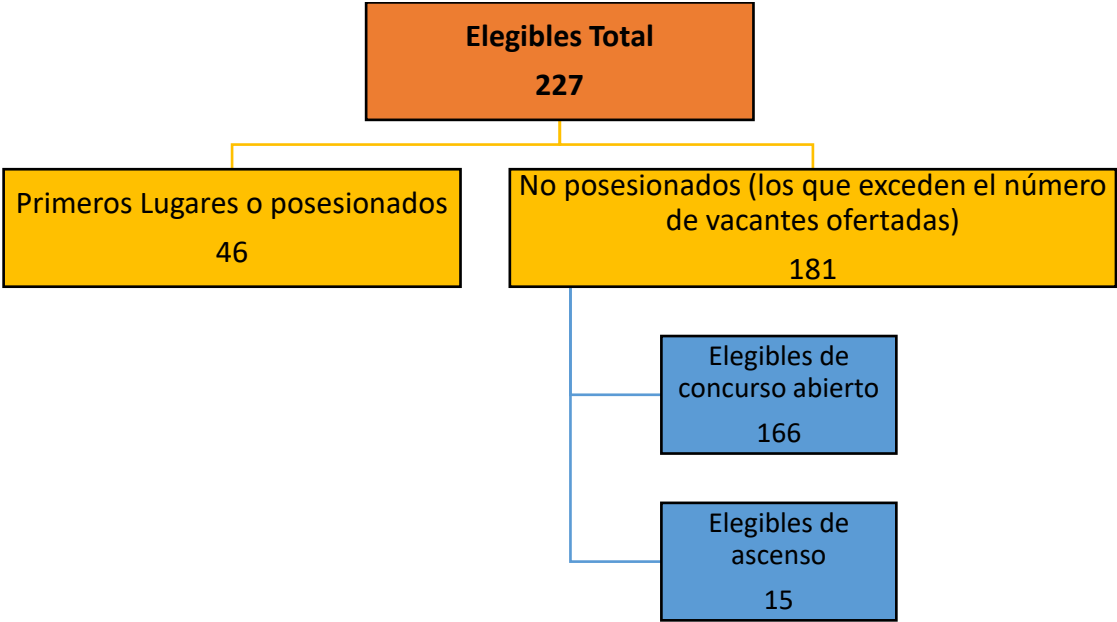 Elegibles Total
227
Primeros Lugares o posesionados
46
No posesionados (los que exceden el número
de vacantes ofertadas)
181
Elegibles de
concurso abierto
166
Elegibles de
ascenso
15